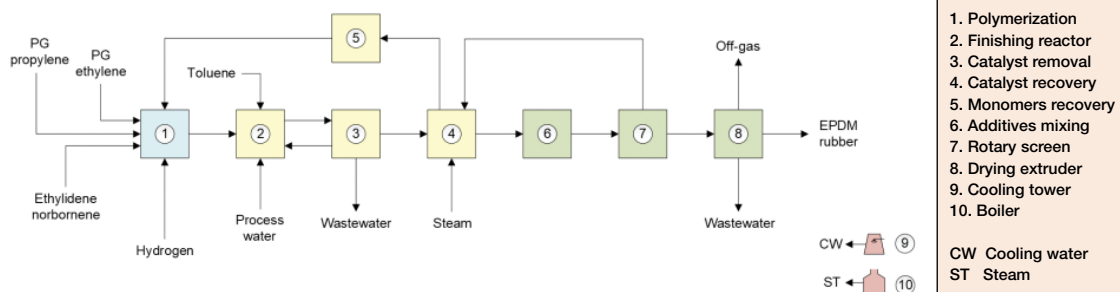 PG
propylene
PG
ethylene
Toluene
5
Off-gas
1
2
3
4
6
7
8
EPDM
rubber
Ethylidene
norbornene
Hydrogen
Process
water
Wastewater
Steam
Wastewater
CW
9
ST
10
1. Polymerization
2. Finishing reactor
3. Catalyst removal
4. Catalyst recovery
5. Monomers recovery
6. Additives mixing
7. Rotary screen
8. Drying extruder
9. Cooling tower
10. Boiler
CW Cooling water
ST Steam